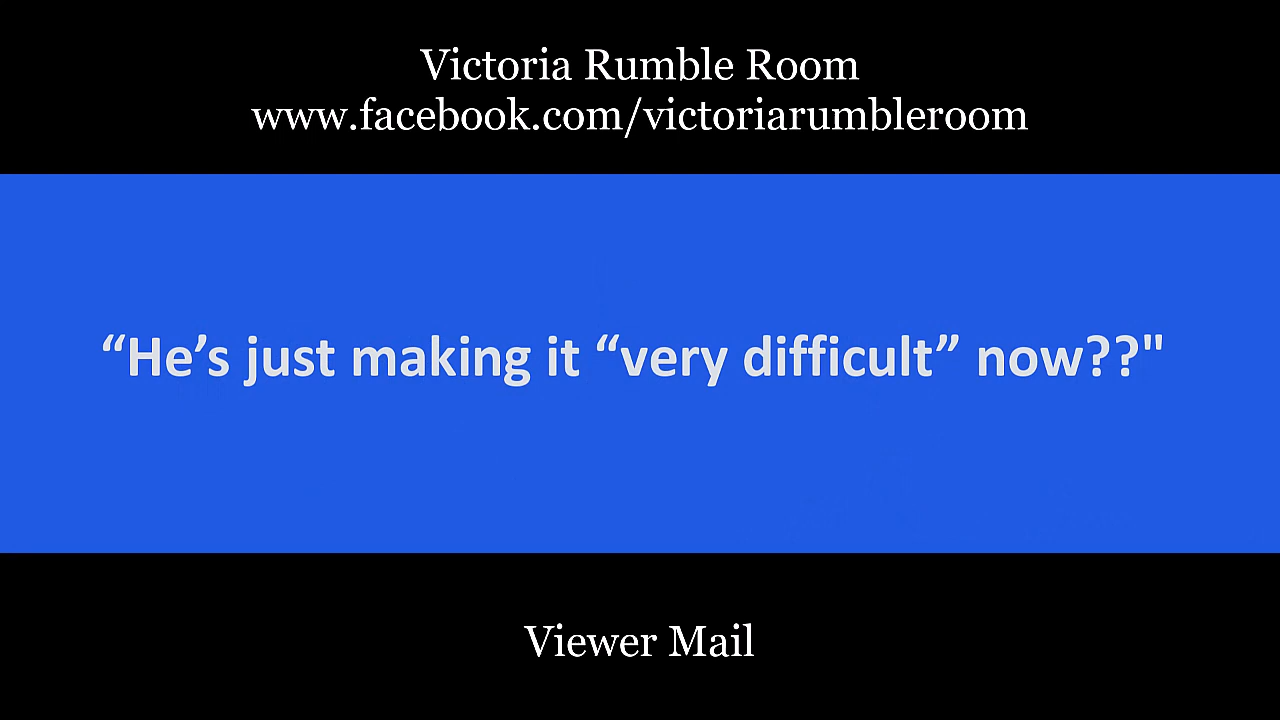 Victoria Rumble Room
www.facebook.com/victoriarumbleroom
“He’s just making it “very difficult” now??"
Viewer Mail